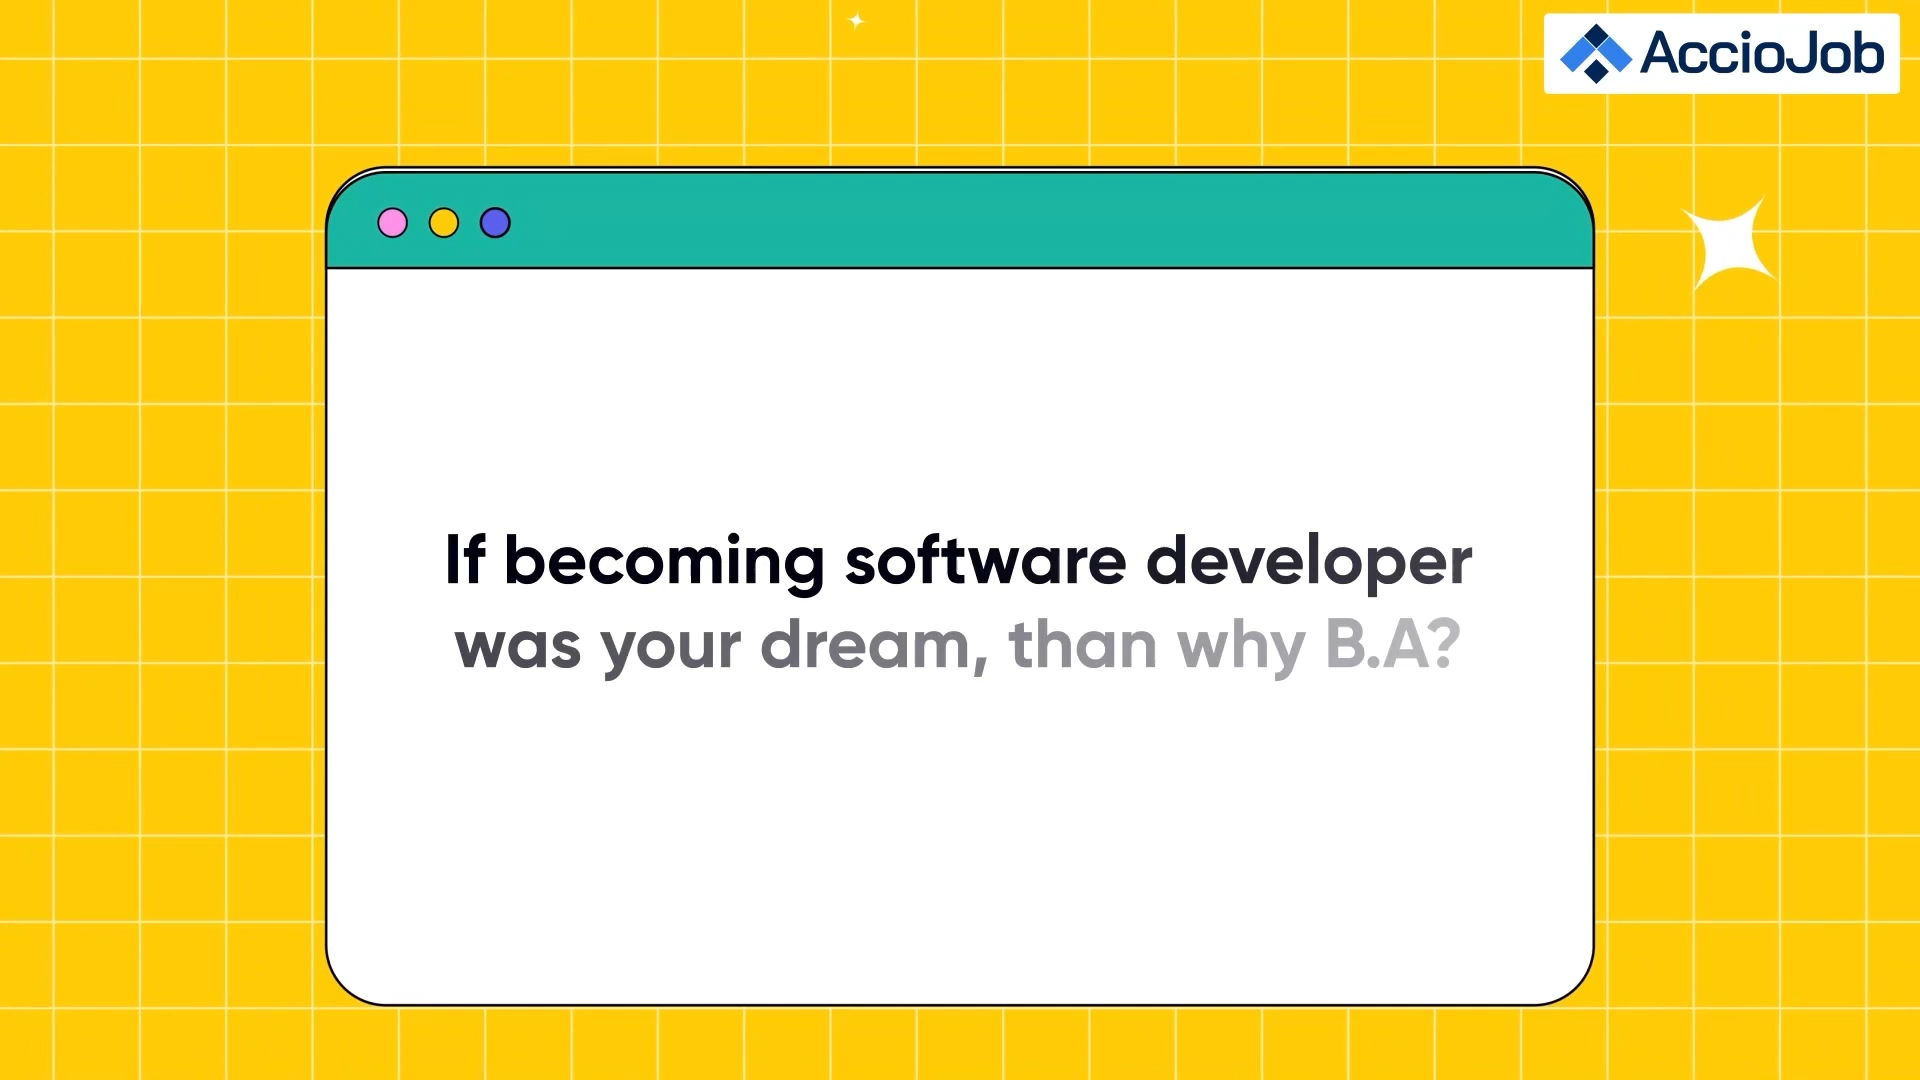 AccioJob
If becoming software developer
was your dream, than why B.A?